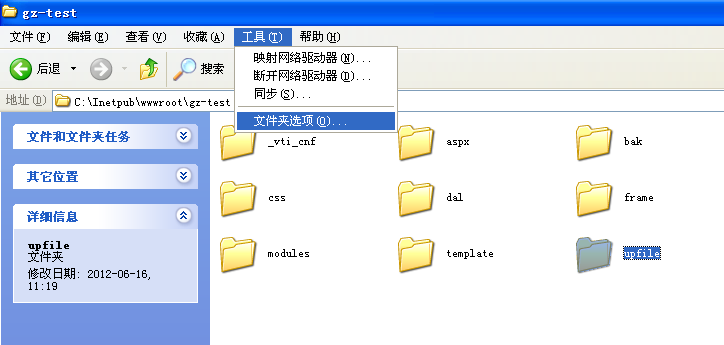 gz-test
文件(F) 编辑(E) 查看(V) 收藏(A) 工具(T) 帮助(H)
后退 搜索
映射网络驱动器(N)...
断开网络驱动器(D)...
同步(S)...
文件夹选项(O)...
地址(D) C:\Inetpub\wwwroot\gz-test
文件和文件夹任务
其它位置
详细信息
upfile
文件夹
修改日期: 2012-06-16,
11:19
_vti_cnf aspx bak
css dal frame
modules template upfile